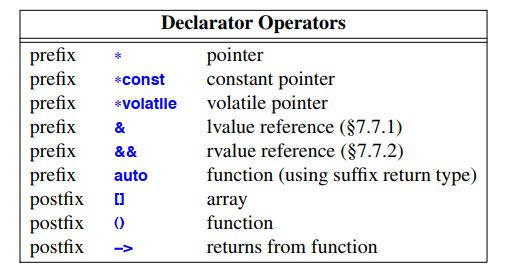 Declarator Operators
prefix * pointer
prefix *const constant pointer
prefix *volatile volatile pointer
prefix & lvalue reference (§7.7.1)
prefix && rvalue reference (§7.7.2)
prefix auto function (using suffix return type)
postfix [] array
postfix () function
postfix –> returns from function